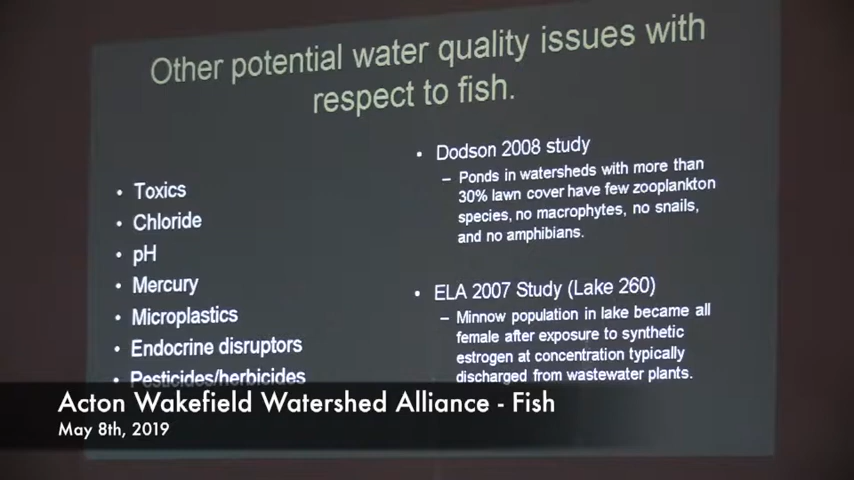 Other potential water quality issues with
respect to fish.
• Toxics
• Chloride
• pH
• Mercury
• Microplastics
• Endocrine disruptors
• Pesticides/herbicides
• Dodson 2008 study
– Ponds in watersheds with more than
30% lawn cover have few zooplankton
species, no macrophytes, no snails,
and no amphibians.
• ELA 2007 Study (Lake 260)
– Minnow population in lake became all
female after exposure to synthetic
estrogen at concentration typically
discharged from wastewater plants.
Acton Wakefield Watershed Alliance - Fish
May 8th, 2019